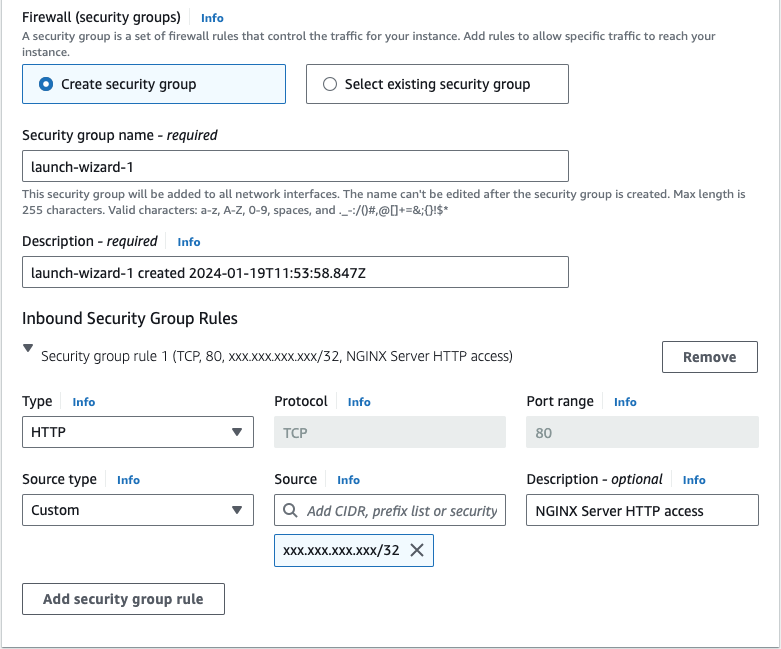 Firewall (security groups) Info
A security group is a set of firewall rules that control the traffic for your instance. Add rules to allow specific traffic to reach your
instance.
Create security group
Select existing security group
Security group name - required
launch-wizard-1
This security group will be added to all network interfaces. The name can't be edited after the security group is created. Max length is
255 characters. Valid characters: a-z, A-Z, 0-9, spaces, and ._-:/()#,@[]+=&;{}!$*
Description - required Info
launch-wizard-1 created 2024-01-19T11:53:58.847Z
Inbound Security Group Rules
Security group rule 1 (TCP, 80, xxx.xxx.xxx.xxx/32, NGINX Server HTTP access)
Remove
Type Info
Protocol Info
Port range Info
HTTP
TCP
80
Source type Info
Source Info
Description - optional Info
Custom
Add CIDR, prefix list or security
NGINX Server HTTP access
xxx.xxx.xxx.xxx/32
Add security group rule